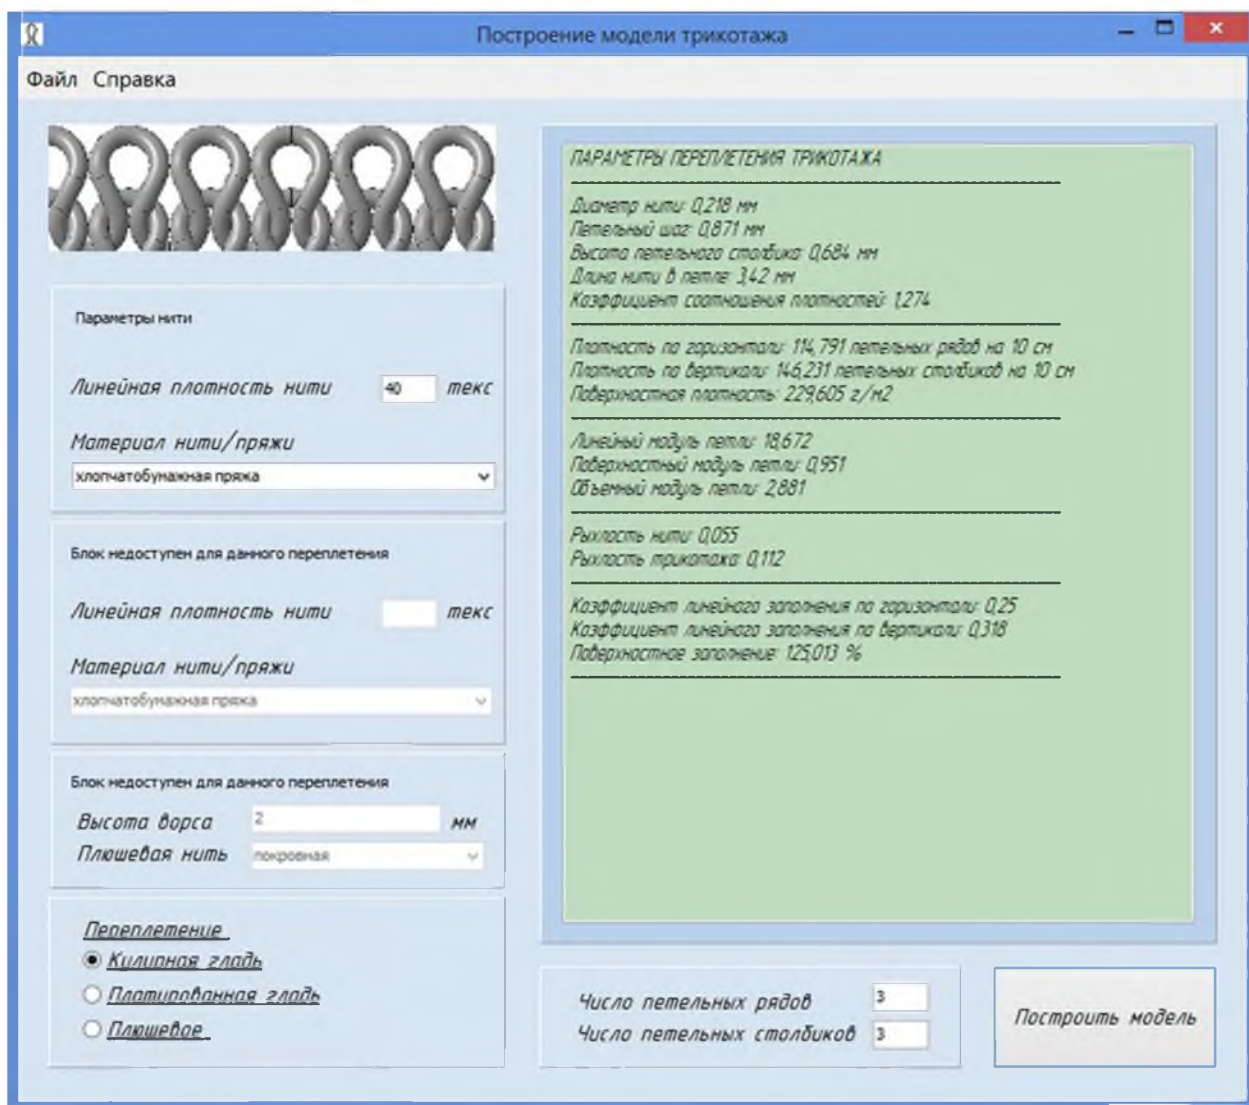 Построение модели трикотажа
Файл Справка
Параметры нити
Линейная плотность нити 40 текс
Материал нити/пряжи
хлопчатобумажная пряжа
Блок недоступен для данного переплетения
Линейная плотность нити текс
Материал нити/пряжи
хлопчатобумажная пряжа
Блок недоступен для данного переплетения
Высота ворса 2 мм
Плюшевая нить покровная
Переплетение
Кулирная гладь
Платированная гладь
Плюшевое
ПАРАМЕТРЫ ПЕРЕПЛЕТЕНИЯ ТРИКОТАЖА
Диаметр нити: 0,218 мм
Петельный шаг: 0,871 мм
Высота петельного столбика: 0,684 мм
Длина нити в петле: 3,42 мм
Коэффициент соотношения плотностей: 1,274
Плотность по горизонтали: 114,791 петельных рядов на 10 см
Плотность по вертикали: 146,231 петельных столбиков на 10 см
Поверхностная плотность: 229,605 г/м2
Линейный модуль петли: 18,672
Поверхностный модуль петли: 0,951
Объемный модуль петли: 2,881
Рыхлость нити: 0,055
Рыхлость трикотажа: 0,112
Коэффициент линейного заполнения по горизонтали: 0,25
Коэффициент линейного заполнения по вертикали: 0,318
Поверхностное заполнение: 125,013 %
Число петельных рядов 3
Число петельных столбиков 3
Построить модель